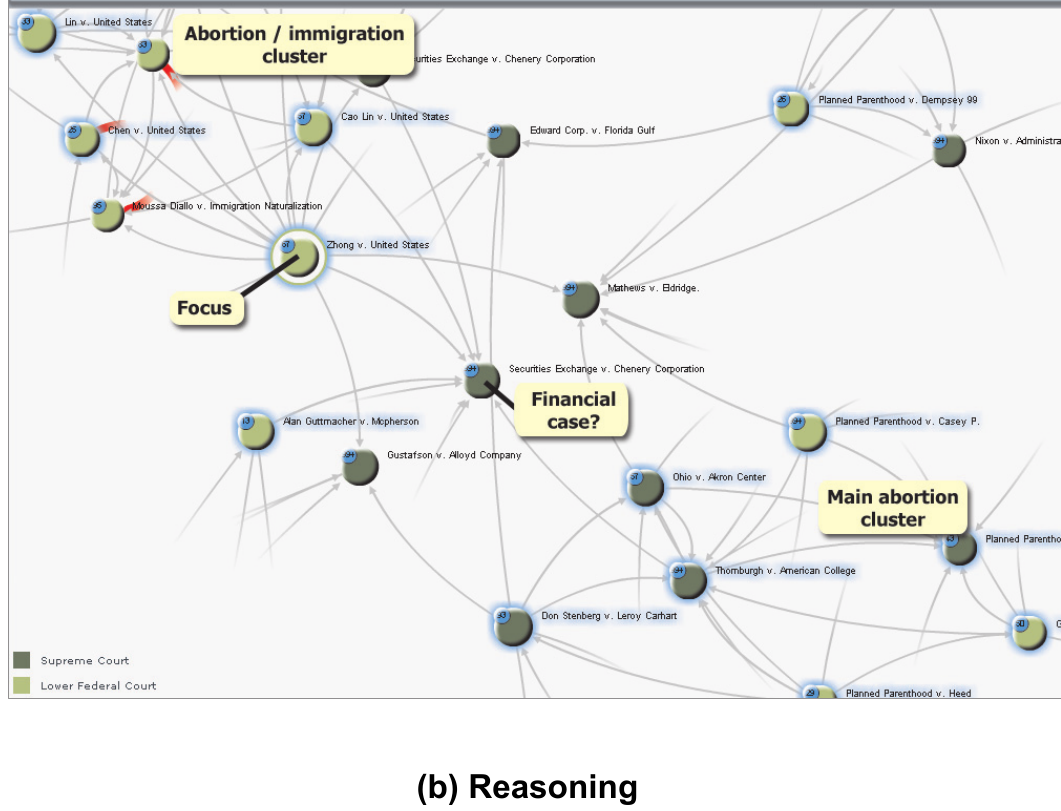 Lin v. United States
Abortion / immigration
cluster
urities Exchange v. Chenery Corporation
Planned Parenthood v. Dempsey 99
Cao Lin v. United States
Chen v. United States
Edward Corp. v. Florida Gulf
Nixon v. Administra
Moussa Diallo v. Immigration Naturalization
Zhong v. United States
Focus
Mathews v. Eldridge.
Securities Exchange v. Chenery Corporation
Financial
case?
Alan Guttmacher v. Mcpherson
Planned Parenthood v. Casey P.
Gustafson v. Alloyd Company
Ohio v. Akron Center
Main abortion
cluster
Planned Parentho
Thornburgh v. American College
Don Stenberg v. Leroy Carhart
G
Supreme Court
Lower Federal Court
Planned Parenthood v. Heed
(b) Reasoning